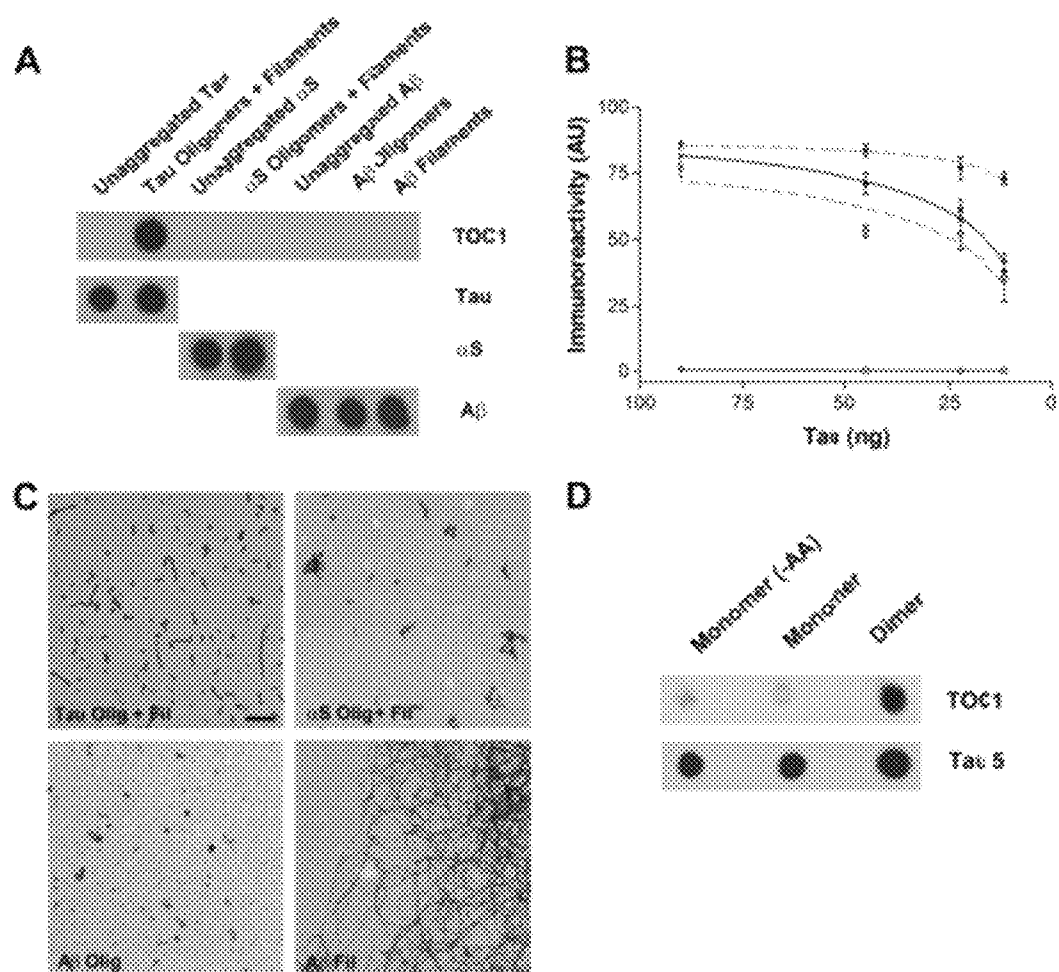 A
Unaggregated Tau
Tau Oligomers + Filaments
Unaggregated αS
αS Oligomers + Filaments
Unaggregated Aβ
Aβ Oligomers
Aβ Filaments
TOC1
Tau
αS
Aβ
B
Immunoreactivity (AU)
100
75
50
25
0
100
75
50
25
0
Tau (ng)
C
Tau Olig + Fil
αS Olig+ Fil
Aβ Olig
Aβ Fil
D
Monomer (-AA)
Monomer
Dimer
TOC1
Tau 5